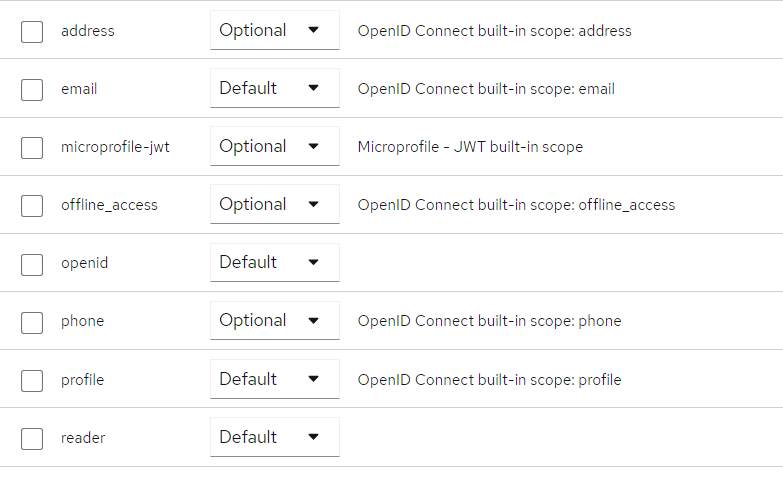 address Optional OpenID Connect built-in scope: address
email Default OpenID Connect built-in scope: email
microprofile-jwt Optional Microprofile - JWT built-in scope
offline_access Optional OpenID Connect built-in scope: offline_access
openid Default
phone Optional OpenID Connect built-in scope: phone
profile Default OpenID Connect built-in scope: profile
reader Default